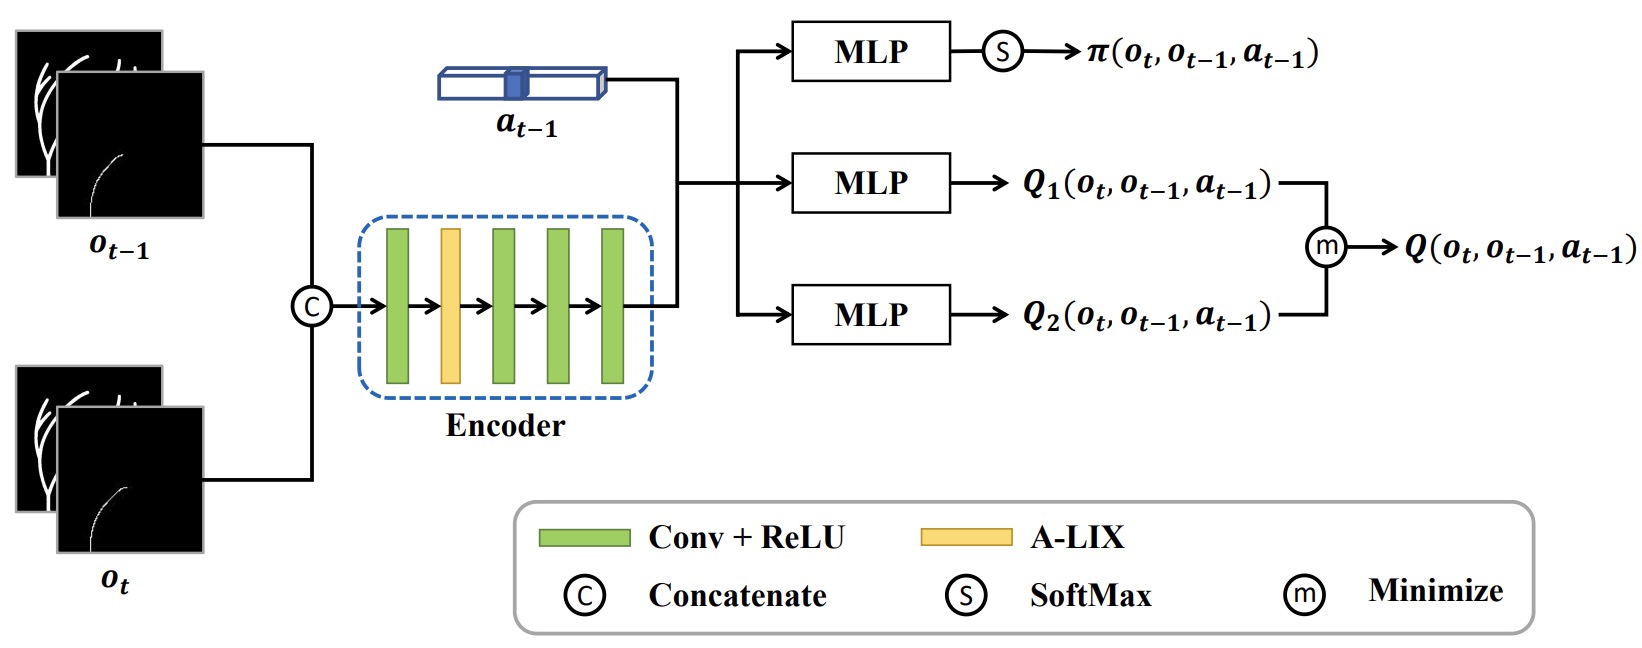 o_{t-1}
o_t
C
a_{t-1}
Encoder
MLP
S
π(o_t, o_{t-1}, a_{t-1})
MLP
Q_1(o_t, o_{t-1}, a_{t-1})
MLP
Q_2(o_t, o_{t-1}, a_{t-1})
m
Q(o_t, o_{t-1}, a_{t-1})
Conv + ReLU
A-LIX
C Concatenate
S SoftMax
m Minimize